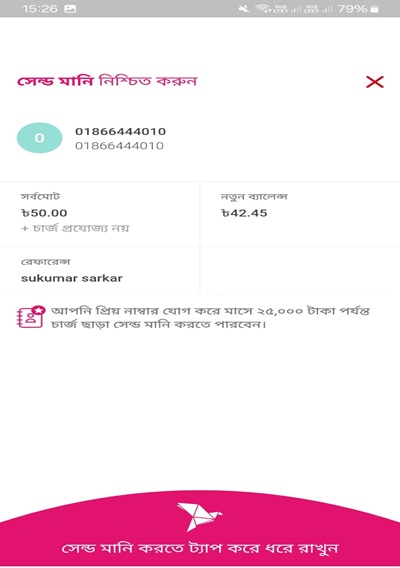 15:26 79%
সেন্ড মানি নিশ্চিত করুন
0
01866444010
01866444010
সর্বমোট
৳50.00
+ চার্জ প্রযোজ্য নয়
নতুন ব্যালেন্স
৳42.45
রেফারেন্স
sukumar sarkar
আপনি প্রিয় নাম্বার যোগ করে মাসে ২৫,০০০ টাকা পর্যন্ত
চার্জ ছাড়া সেন্ড মানি করতে পারবেন।
সেন্ড মানি করতে ট্যাপ করে ধরে রাখুন